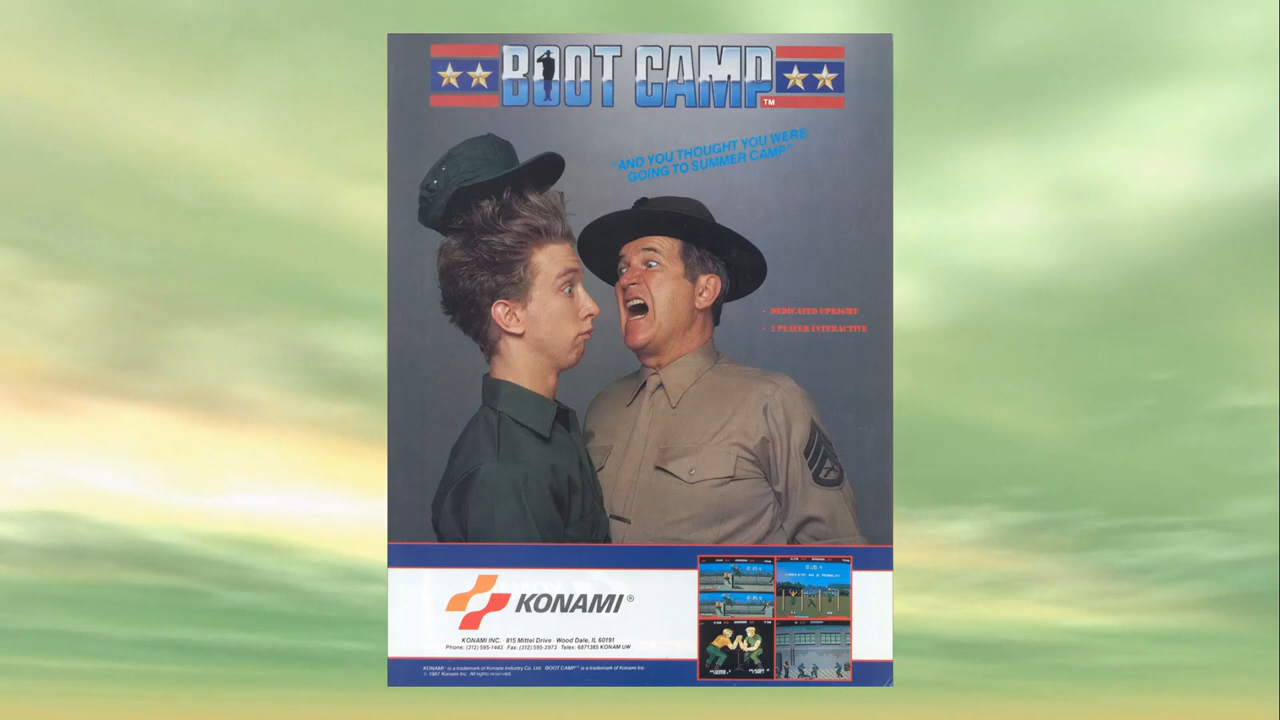 BOOT CAMP TM
"AND YOU THOUGHT YOU WERE
GOING TO SUMMER CAMP"
· DEDICATED UPRIGHT
· 2 PLAYER INTERACTIVE
KONAMI ®
KONAMI INC. 815 Mittel Drive Wood Dale, IL 60191
Phone: (312) 595-1443 Fax: (312) 595-2973 Telex: 6871385 KONAM UW
KONAMI™ is a trademark of Konami Industry Co. Ltd. BOOT CAMP™ is a trademark of Konami Inc.
© 1987 Konami Inc. All rights reserved.